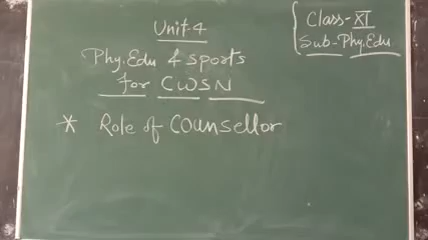 Unit-4
Class-XI
Sub-Phy.Edu
Phy.Edu & sports
for CWSN
* Role of Counsellor